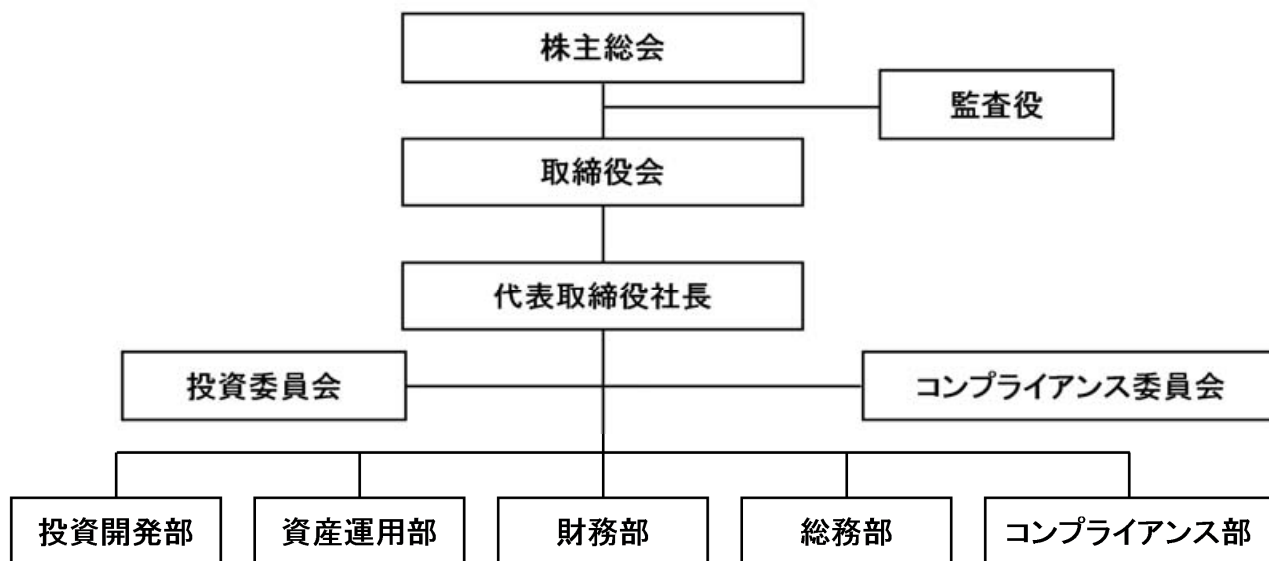 株主総会
監査役
取締役会
代表取締役社長
投資委員会
コンプライアンス委員会
投資開発部
資産運用部
財務部
総務部
コンプライアンス部